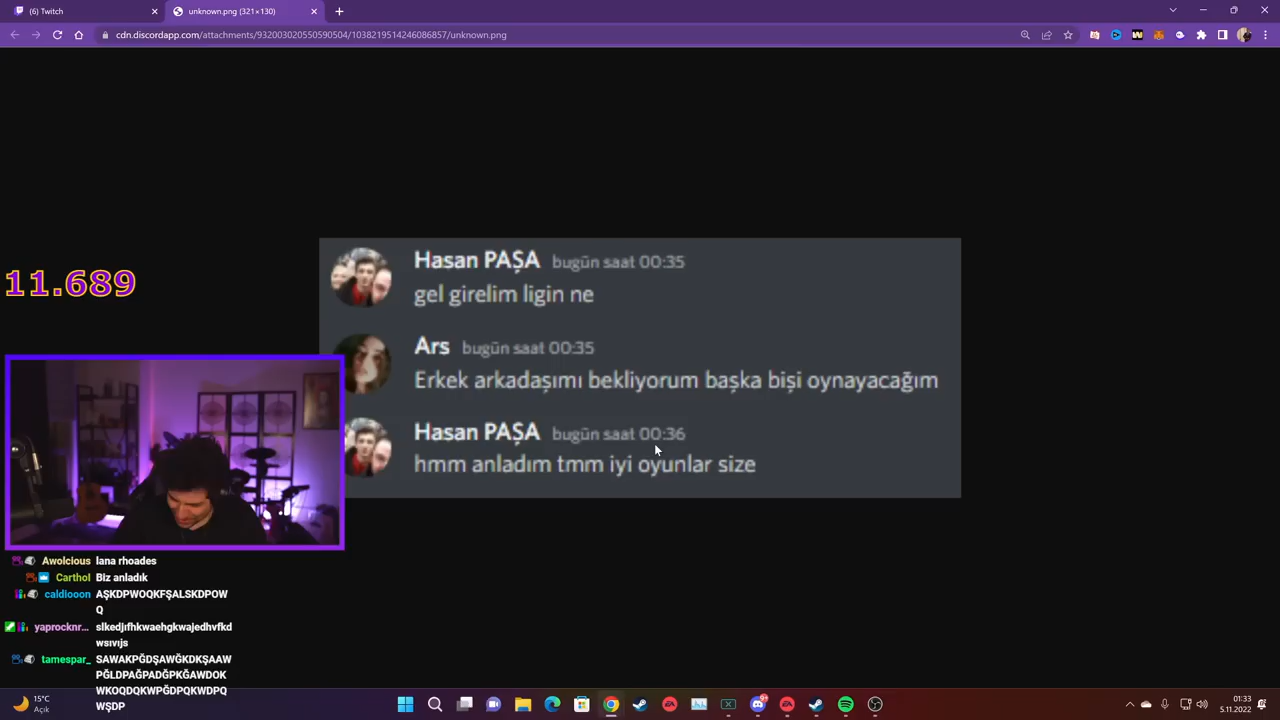 (6) Twitch
unknown.png (321×130)
cdn.discordapp.com/attachments/932003020550590504/1038219514246086857/unknown.png
Hasan PAŞA bugün saat 00:35
gel girelim ligin ne
Ars bugün saat 00:35
Erkek arkadaşımı bekliyorum başka bişi oynayacağım
Hasan PAŞA bugün saat 00:36
hmm anladım tmm iyi oyunlar size
11.689
Awolcious lana rhoades
Carthol Biz anladık
caldiooon AŞKDPWOQKFŞALSKDPOW
Q
yaprocknr... slkedjıfhkwaehgkwajedhvfkd
wsıvıjs
tamespar_ SAWAKPĞDŞAWĞKDKŞAAW
PĞLDPAĞPADĞPKĞAWDOK
WKOQDQKWPĞDPQKWDPQ
WŞDP
15°C
Açık
01:33
5.11.2022